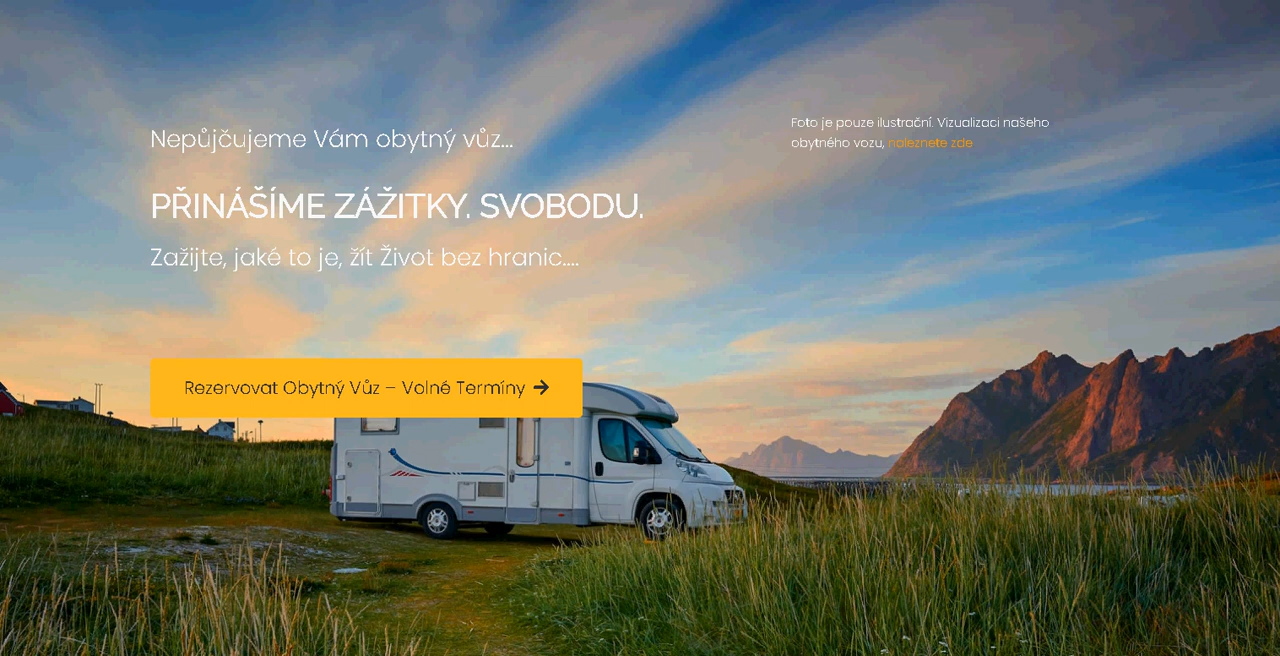 Nepůjčujeme Vám obytný vůz...
PŘINÁŠÍME ZÁŽITKY. SVOBODU.
Zažijte, jaké to je, žít Život bez hranic....
Rezervovat Obytný Vůz – Volné Termíny →
Foto je pouze ilustrační. Vizualizaci našeho
obytného vozu, naleznete zde